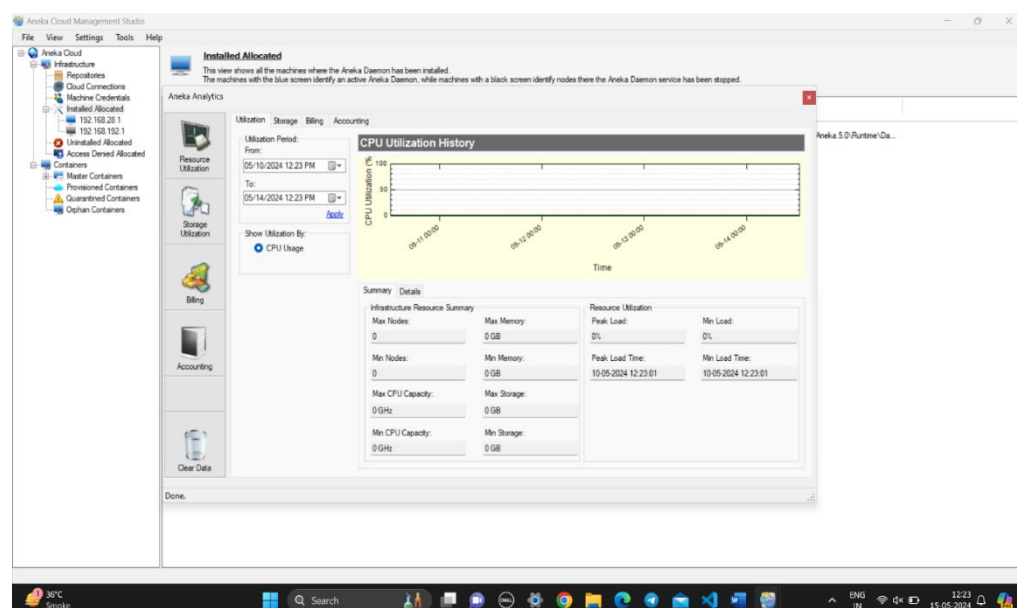 Aneka Cloud Management Studio
File View Settings Tools Help
Aneka Cloud
Infrastructure
Repositories
Cloud Connections
Machine Credentials
Installed Allocated
192.168.28.1
192.168.192.1
Uninstalled Allocated
Access Denied Allocated
Containers
Master Containers
Provisioned Containers
Quarantined Containers
Orphan Containers
Installed Allocated
This view shows all the machines where the Aneka Daemon has been installed.
The machines with the blue screen identify an active Aneka Daemon, while machines with a black screen identify nodes there the Aneka Daemon service has been stopped.
Aneka.5.0\Runtime\Da...
Aneka Analytics
Resource Utilization
Storage Utilization
Billing
Accounting
Clear Data
Utilization Storage Billing Accounting
Utilization Period:
From:
05/10/2024 12:23 PM
To:
05/14/2024 12:23 PM
Apply
Show Utilization By:
CPU Usage
CPU Utilization History
CPU Utilization (%
100
50
0
05-11 00:00 05-12 00:00 05-13 00:00 05-14 00:00
Time
Summary Details
Infrastructure Resource Summary
Max Nodes: Max Memory:
0 0 GB
Min Nodes: Min Memory:
0 0 GB
Max CPU Capacity: Max Storage:
0 GHz 0 GB
Min CPU Capacity: Min Storage:
0 GHz 0 GB
Resource Utilization
Peak Load: Min Load:
0% 0%
Peak Load Time: Min Load Time:
10-05-2024 12:23:01 10-05-2024 12:23:01
Done.
36°C
Smoke
Search
ENG
IN
12:23
15-05-2024